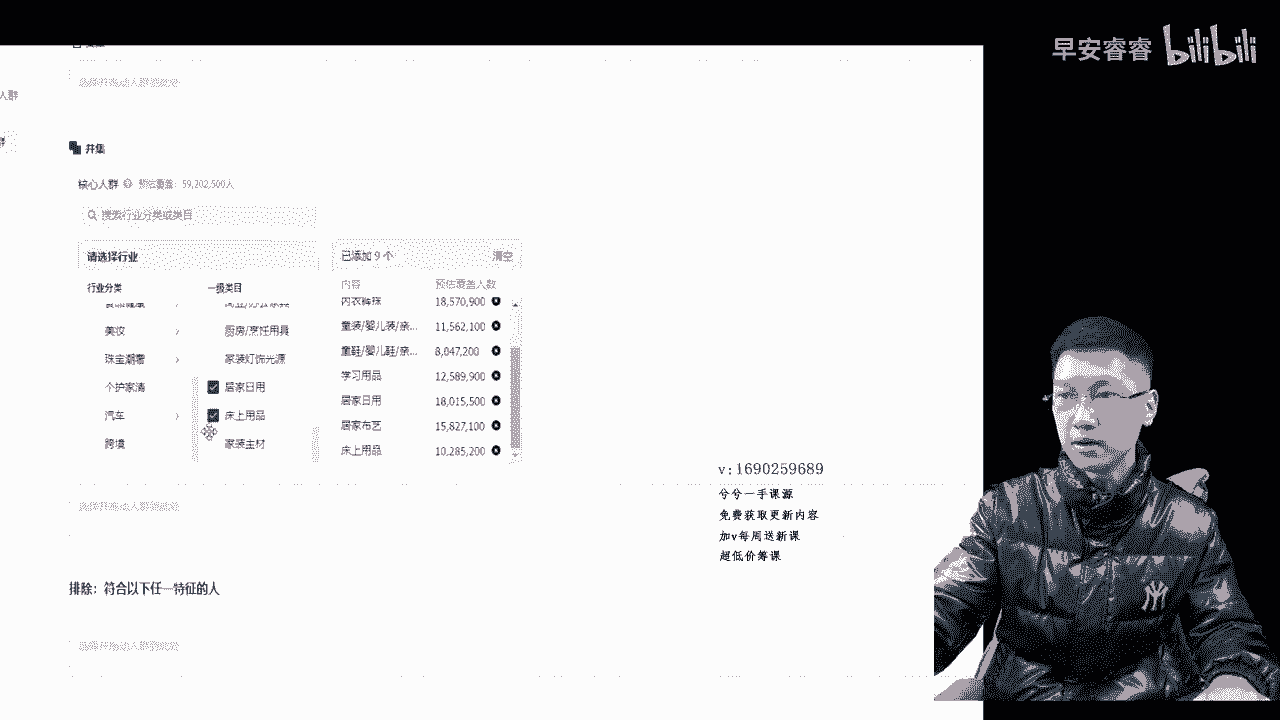 早安睿睿 bilibili
人群
并集
核心人群 预估覆盖：59,202,500人
搜索行业分类或类目
请选择行业
已添加 9 个 清空
行业分类 一级类目
内容 预估覆盖人数
内衣裤袜 18,570,900
美妆 厨房/烹饪用具
童装/婴儿装/亲... 11,562,100
珠宝潮奢 家装灯饰光源
童鞋/婴儿鞋/亲... 8,047,200
学习用品 12,589,900
个护家清 居家日用
居家日用 18,015,500
汽车 床上用品
居家布艺 15,827,100
跨境 家装主材
床上用品 10,285,200
v:1690259689
兮兮一手课源
免费获取更新内容
加v每周送新课
超低价筹课
排除：符合以下任一特征的人
NY